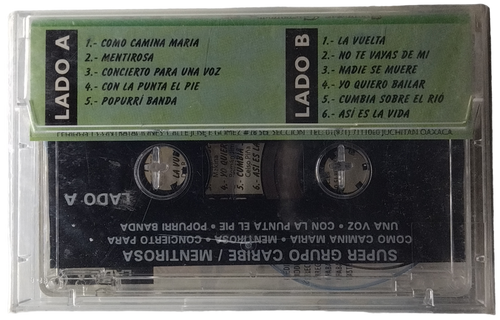 LADO A
1.- COMO CAMINA MARIA
2.- MENTIROSA
3.- CONCIERTO PARA UNA VOZ
4.- CON LA PUNTA EL PIE
5.- POPURRÍ BANDA
LADO B
1.- LA VUELTA
2.- NO TE VAYAS DE MI
3.- NADIE SE MUERE
4.- YO QUIERO BAILAR
5.- CUMBIA SOBRE EL RIÓ
6.- ASÍ ES LA VIDA
JUCHITAN OAXACA
LADO A
SUPER GRUPO CARIBE / MENTIROSA
COMO CAMINA MARIA • MENTIROSA • CONCIERTO PARA
UNA VOZ • CON LA PUNTA EL PIE • POPURRI BANDA